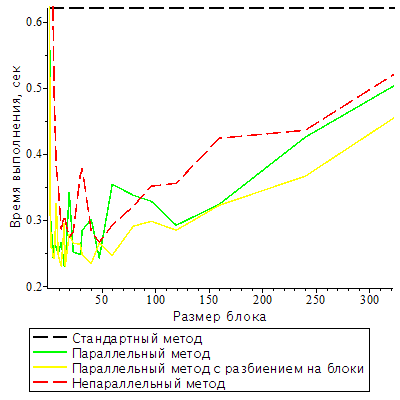 0.6
0.5
0.4
0.3
0.2
Время выполнения, сек
50 100 150 200 250 300
Размер блока
Стандартный метод
Параллельный метод
Параллельный метод с разбиением на блоки
Непараллельный метод